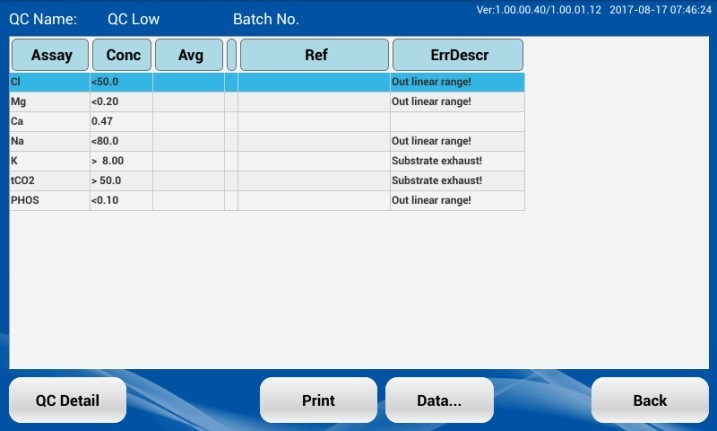 Ver:1.00.00.40/1.00.01.12 2017-08-17 07:46:24
QC Name: QC Low Batch No.
Assay Conc Avg Ref ErrDescr
Cl <50.0 Out linear range!
Mg <0.20 Out linear range!
Ca 0.47
Na <80.0 Out linear range!
K > 8.00 Substrate exhaust!
tCO2 > 50.0 Substrate exhaust!
PHOS <0.10 Out linear range!
QC Detail Print Data... Back